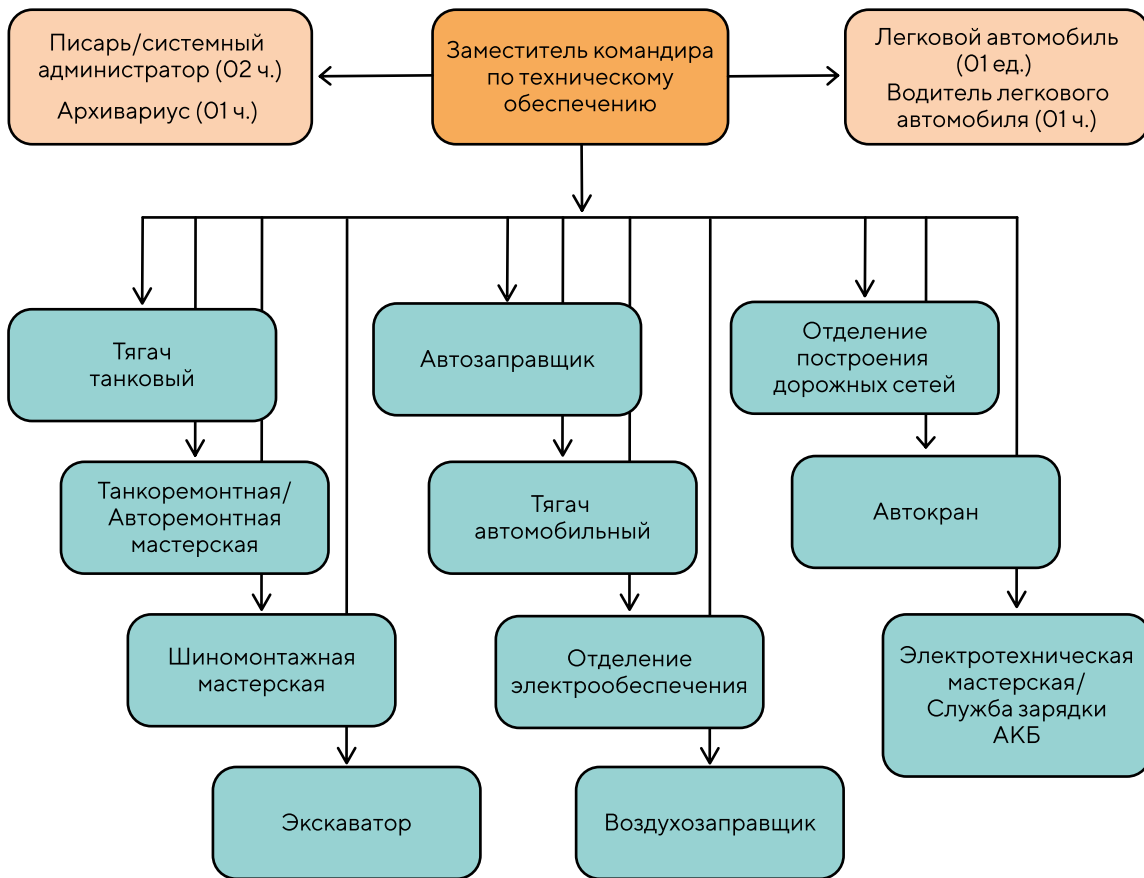 Писарь/системный
администратор (02 ч.)
Архивариус (01 ч.)
Заместитель командира
по техническому
обеспечению
Легковой автомобиль
(01 ед.)
Водитель легкового
автомобиля (01 ч.)
Тягач
танковый
Автозаправщик
Отделение
построения
дорожных сетей
Танкоремонтная/
Авторемонтная
мастерская
Тягач
автомобильный
Автокран
Шиномонтажная
мастерская
Отделение
электрообеспечения
Электротехническая
мастерская/
Служба зарядки
АКБ
Экскаватор
Воздухозаправщик